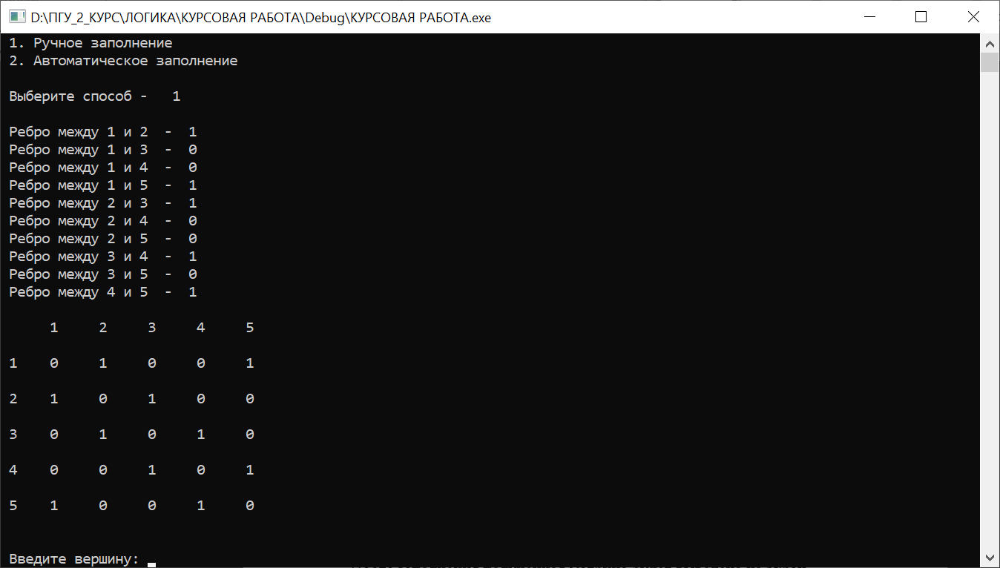 D:\ПГУ_2_КУРС\ЛОГИКА\КУРСОВАЯ РАБОТА\Debug\КУРСОВАЯ РАБОТА.exe
1. Ручное заполнение
2. Автоматическое заполнение
Выберите способ - 1
Ребро между 1 и 2 - 1
Ребро между 1 и 3 - 0
Ребро между 1 и 4 - 0
Ребро между 1 и 5 - 1
Ребро между 2 и 3 - 1
Ребро между 2 и 4 - 0
Ребро между 2 и 5 - 0
Ребро между 3 и 4 - 1
Ребро между 3 и 5 - 0
Ребро между 4 и 5 - 1
1 2 3 4 5
1 0 1 0 0 1
2 1 0 1 0 0
3 0 1 0 1 0
4 0 0 1 0 1
5 1 0 0 1 0
Введите вершину: